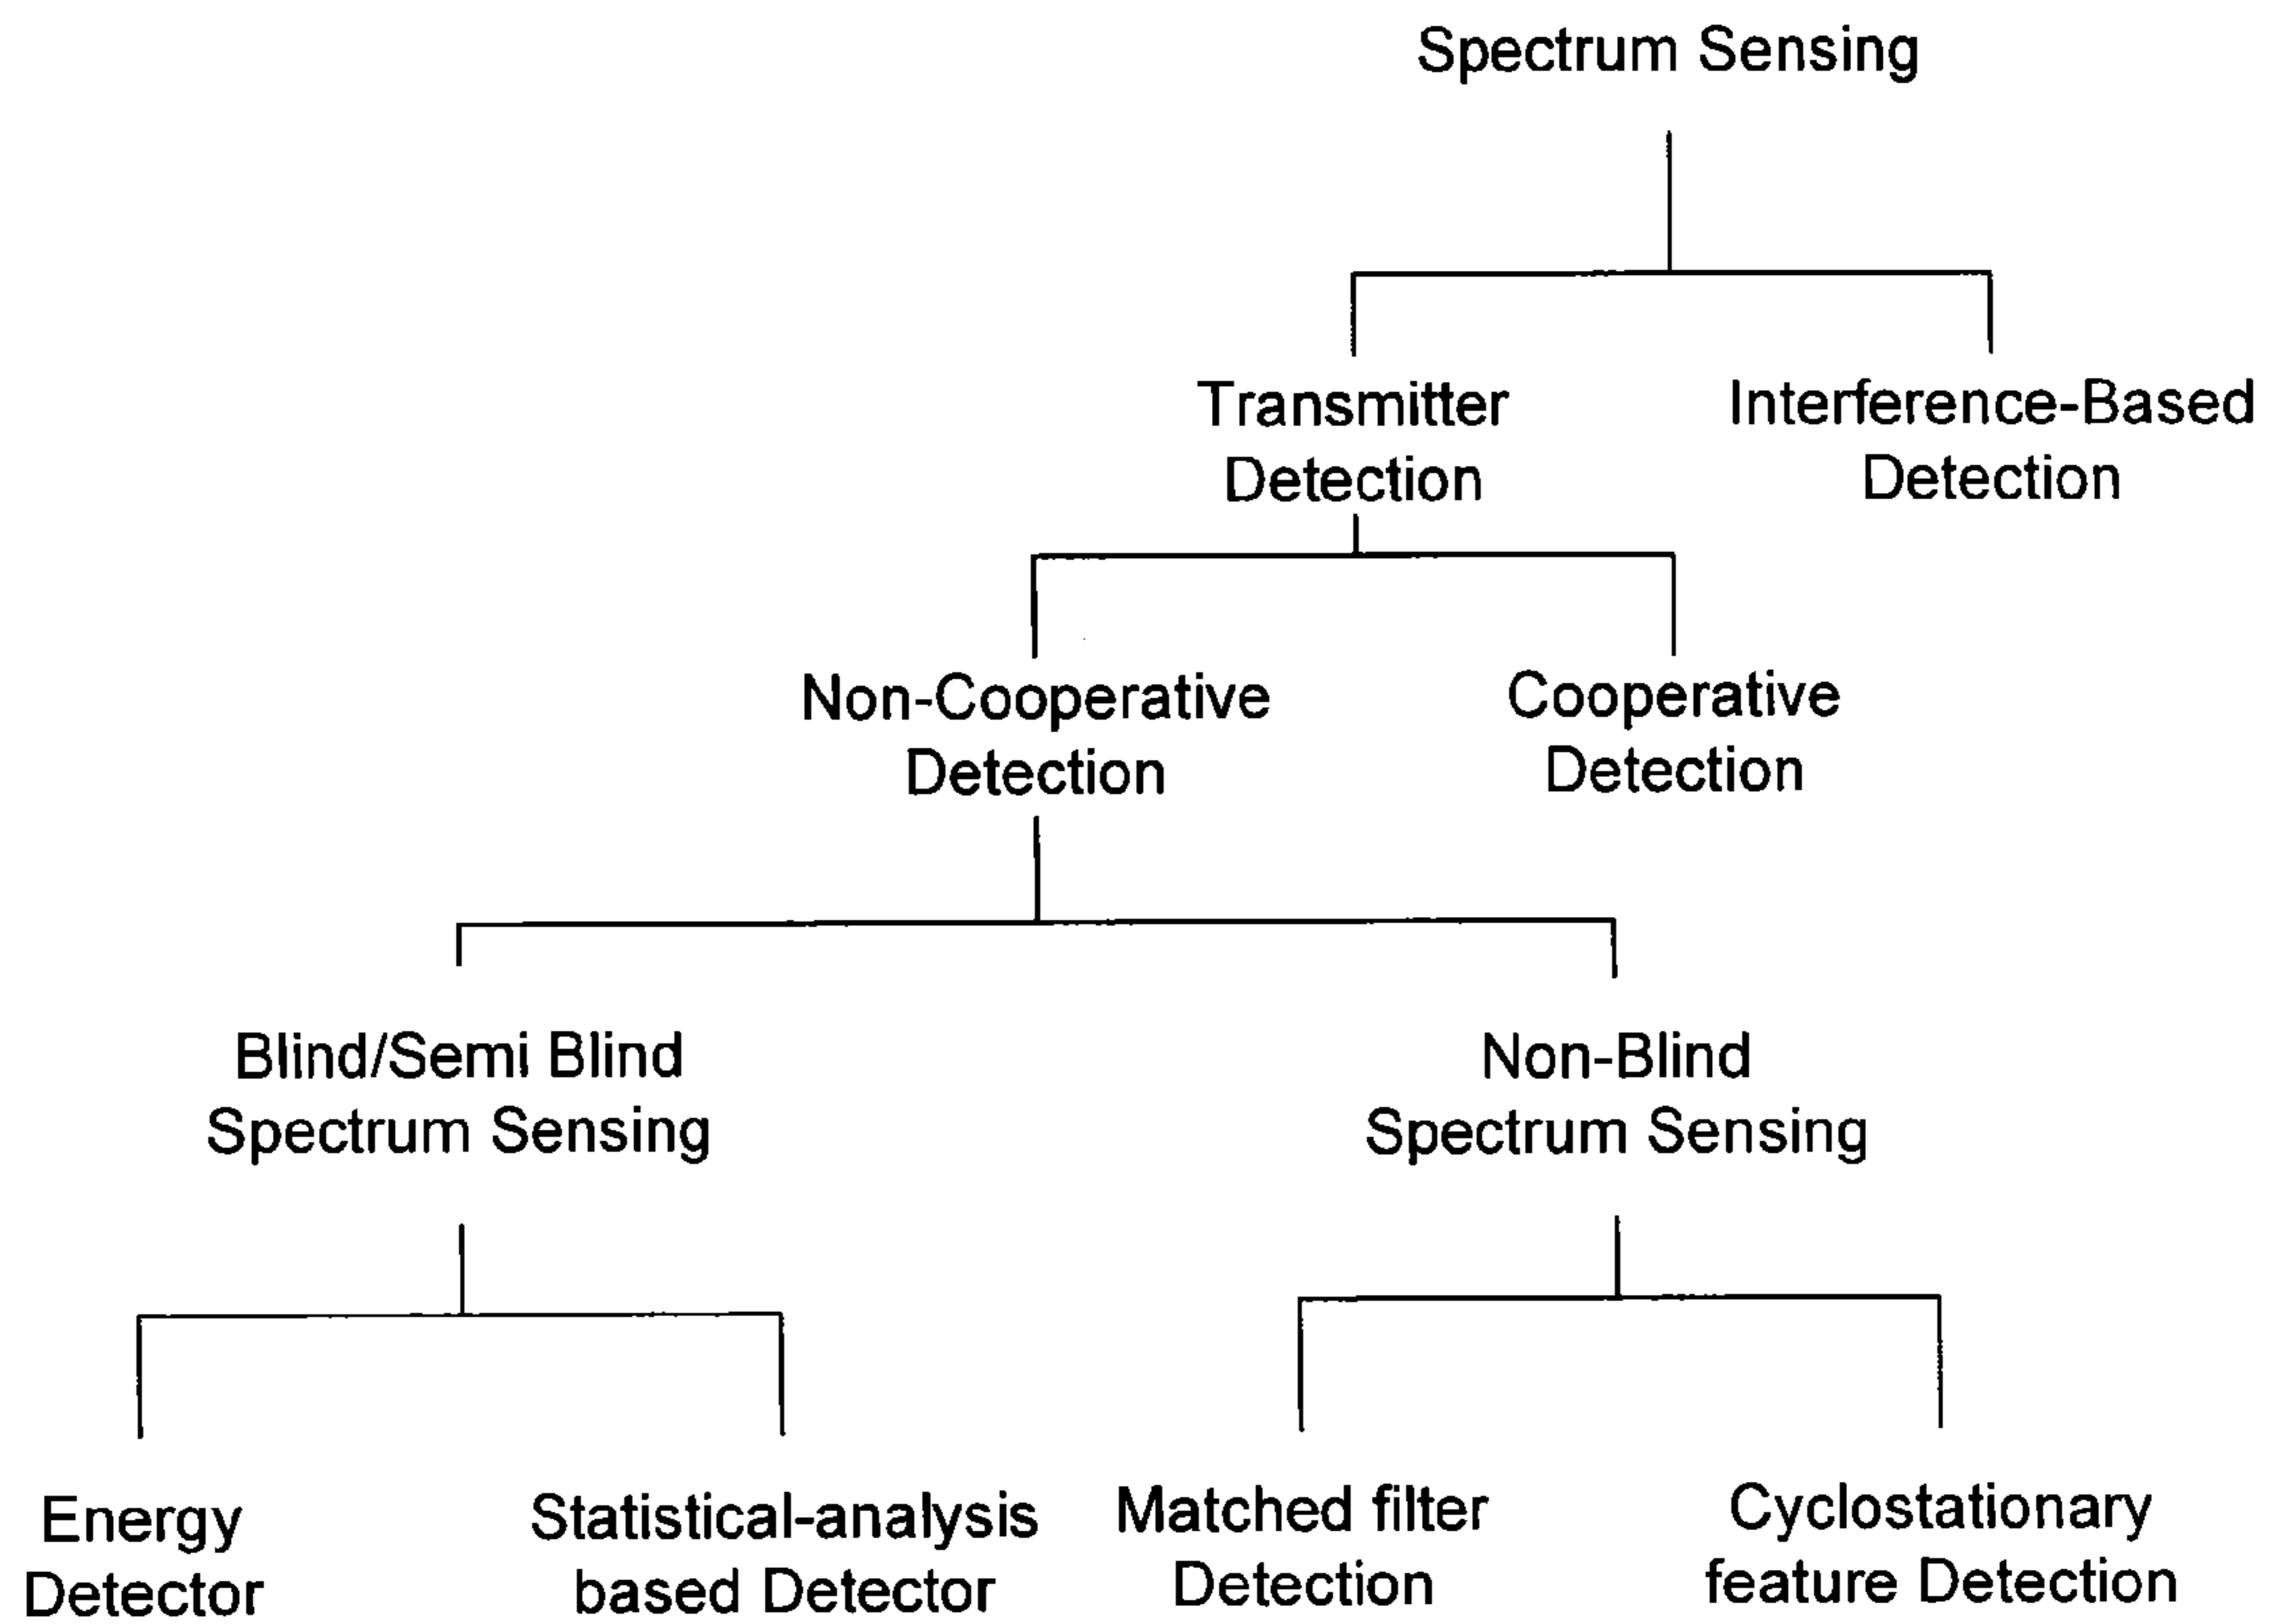 Spectrum Sensing
Transmitter
Detection
Interference-Based
Detection
Non-Cooperative
Detection
Cooperative
Detection
Blind/Semi Blind
Spectrum Sensing
Non-Blind
Spectrum Sensing
Energy
Detector
Statistical-analysis
based Detector
Matched filter
Detection
Cyclostationary
feature Detection